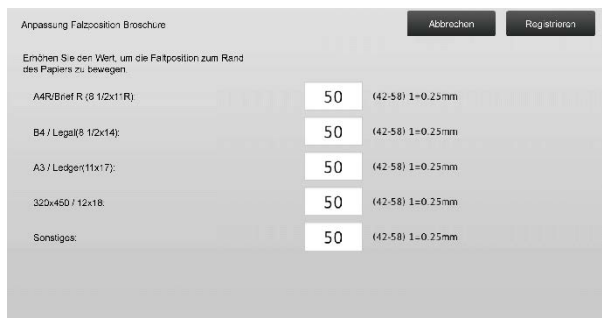 Anpassung Falzposition Broschüre
Abbrechen
Registrieren
Erhöhen Sie den Wert, um die Faltposition zum Rand
des Papiers zu bewegen.
A4R/Brief R (8 1/2x11R): 50 (42-58) 1=0.25mm
B4 / Legal(8 1/2x14): 50 (42-58) 1=0.25mm
A3 / Ledger(11x17): 50 (42-58) 1=0.25mm
320x450 / 12x18: 50 (42-58) 1=0.25mm
Sonstiges: 50 (42-58) 1=0.25mm